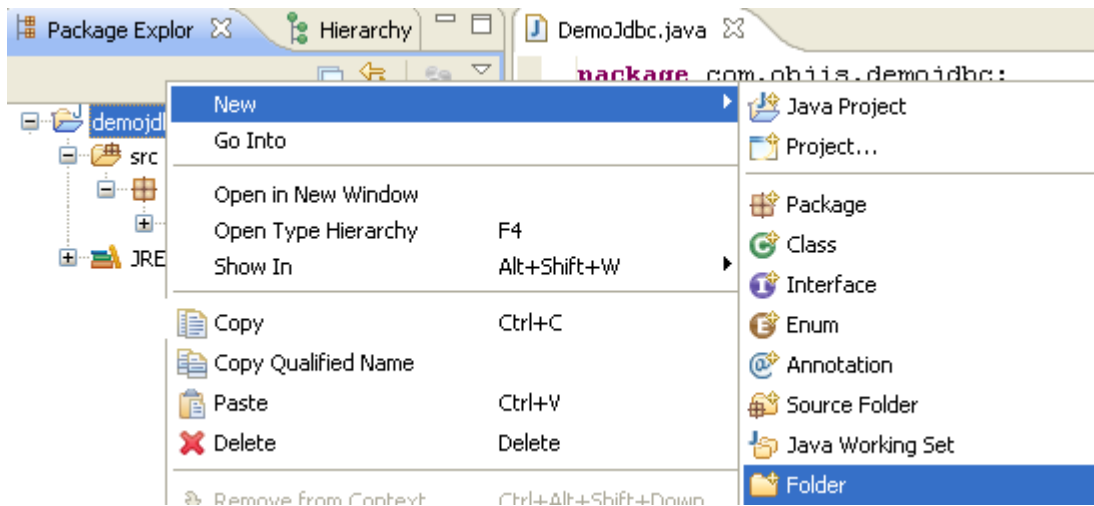 Package Explor
Hierarchy
DemoJdbc.java
package com.objis.demojdbc;
demojd
src
JRE
New
Go Into
Open in New Window
Open Type Hierarchy F4
Show In Alt+Shift+W
Copy Ctrl+C
Copy Qualified Name
Paste Ctrl+V
Delete Delete
Remove from Context Ctrl+Alt+Shift+Down
Java Project
Project...
Package
Class
Interface
Enum
Annotation
Source Folder
Java Working Set
Folder